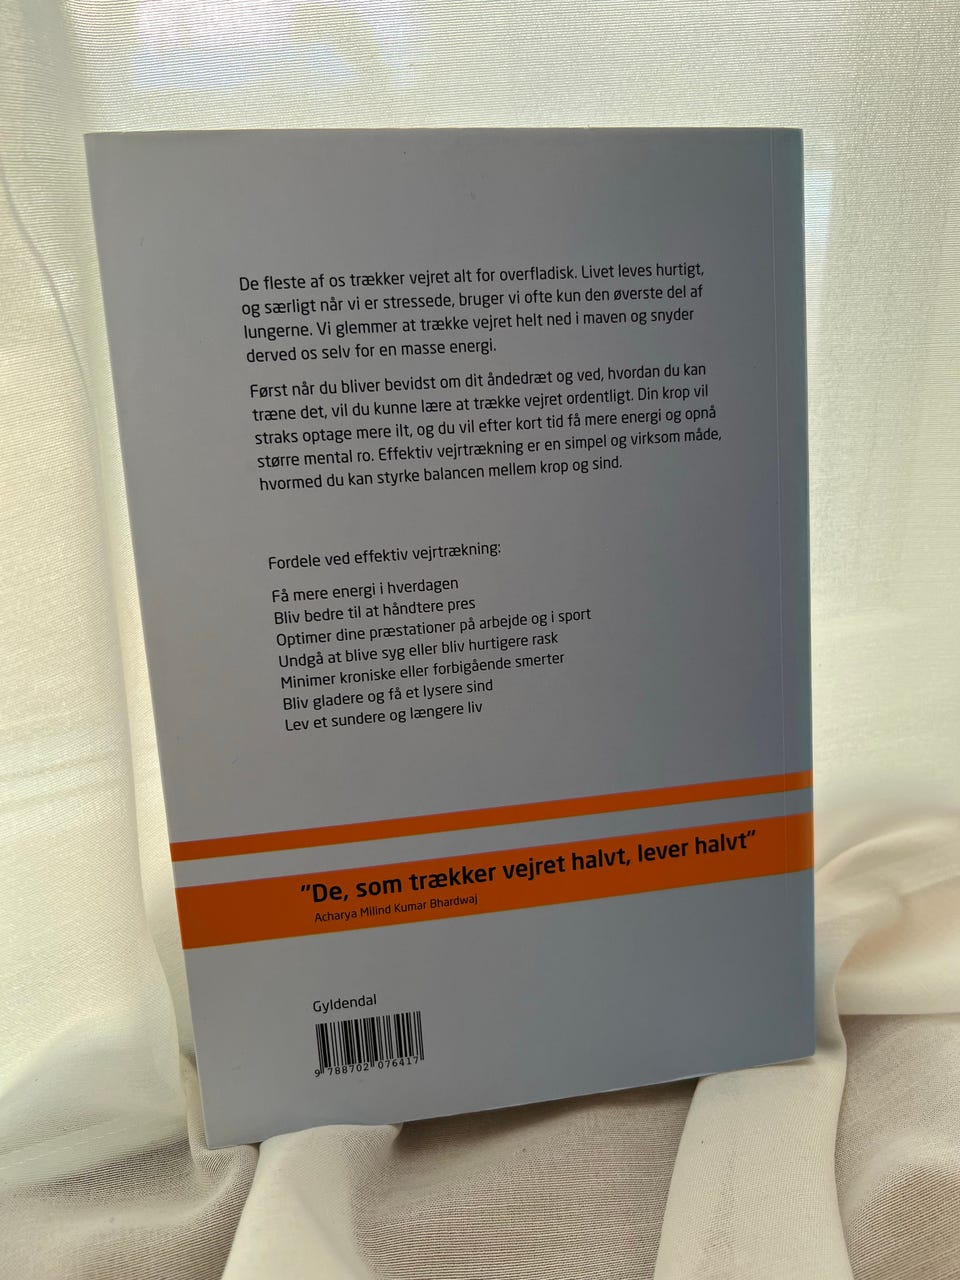 De fleste af os trækker vejret alt for overfladisk. Livet leves hurtigt,
og særligt når vi er stressede, bruger vi ofte kun den øverste del af
lungerne. Vi glemmer at trække vejret helt ned i maven og snyder
derved os selv for en masse energi.
Først når du bliver bevidst om dit åndedræt og ved, hvordan du kan
træne det, vil du kunne lære at trække vejret ordentligt. Din krop vil
straks optage mere ilt, og du vil efter kort tid få mere energi og opnå
større mental ro. Effektiv vejrtrækning er en simpel og virksom måde,
hvormed du kan styrke balancen mellem krop og sind.
Fordele ved effektiv vejrtrækning:
Få mere energi i hverdagen
Bliv bedre til at håndtere pres
Optimer dine præstationer på arbejde og i sport
Undgå at blive syg eller bliv hurtigere rask
Minimer kroniske eller forbigående smerter
Bliv gladere og få et lysere sind
Lev et sundere og længere liv
"De, som trækker vejret halvt, lever halvt"
Acharya Milind Kumar Bhardwaj
Gyldendal
9 788702 076417